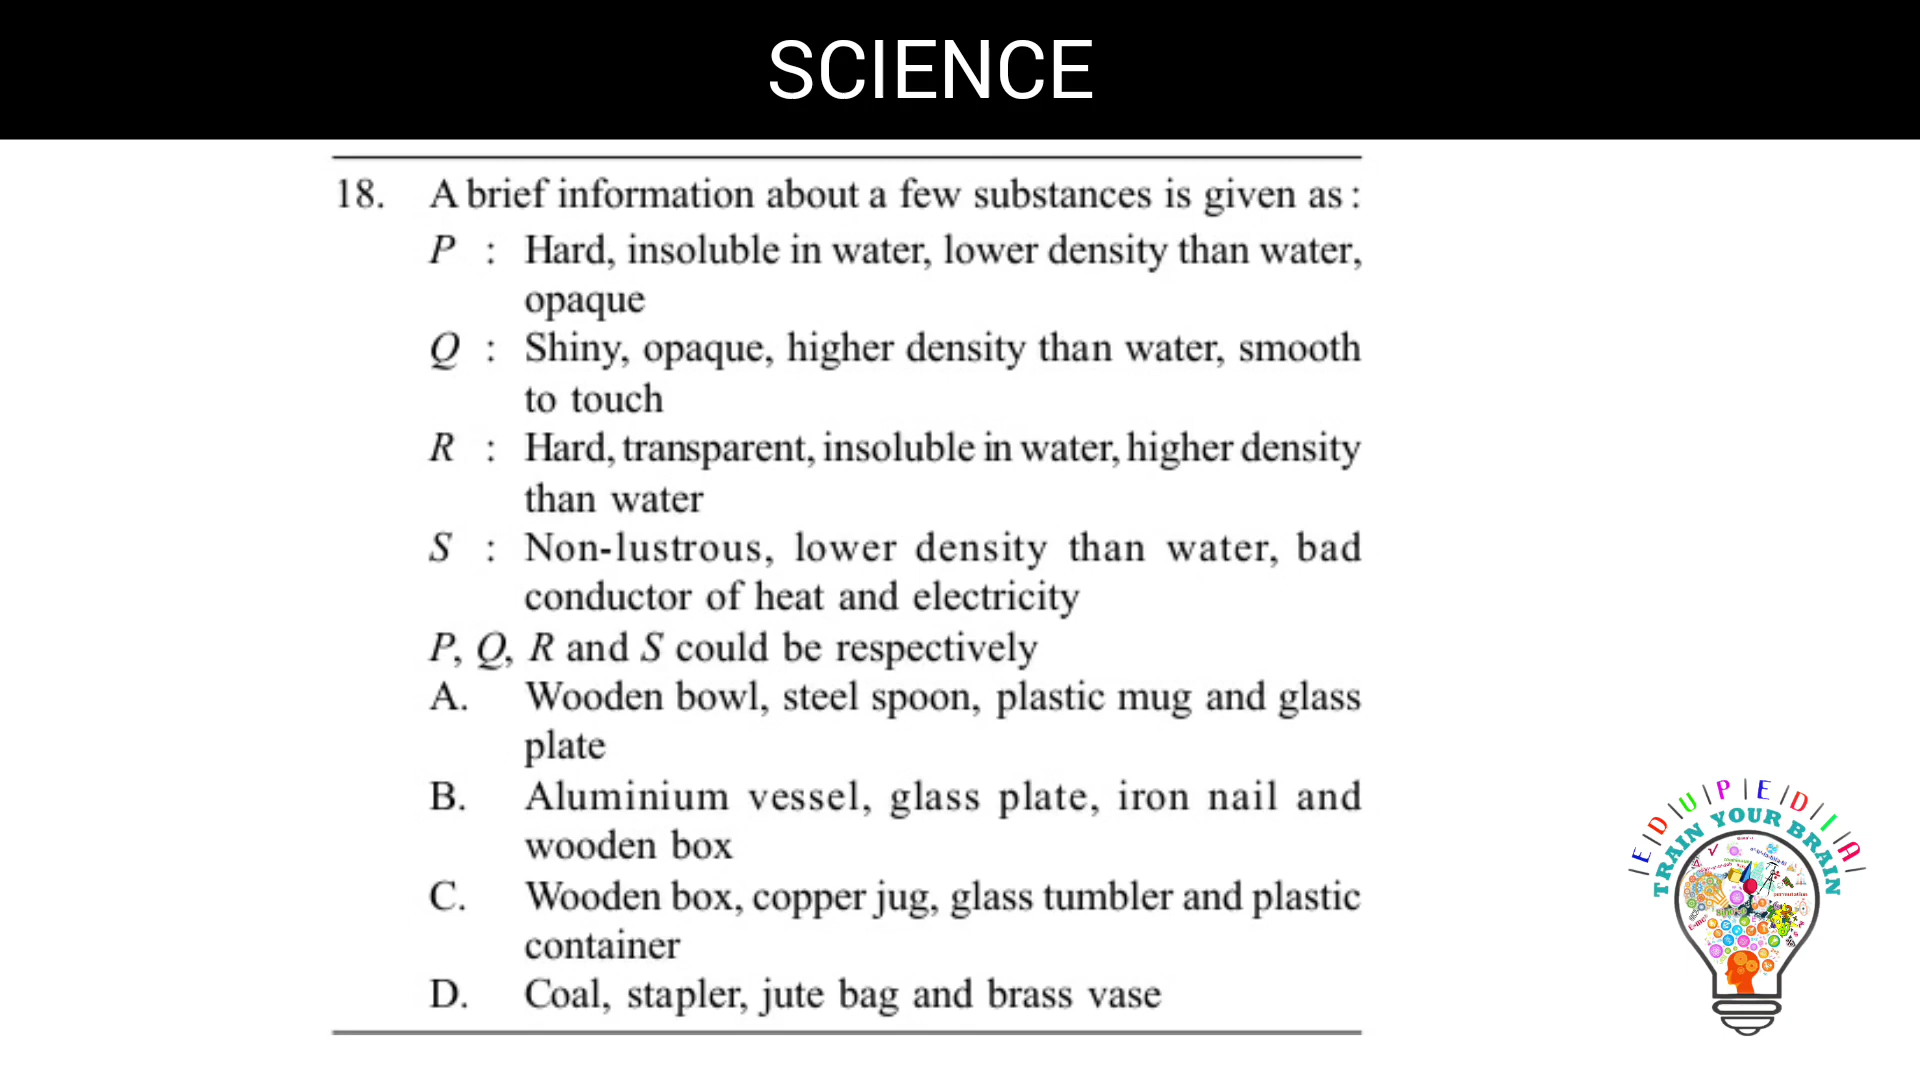 SCIENCE
18. A brief information about a few substances is given as :
P : Hard, insoluble in water, lower density than water,
opaque
Q : Shiny, opaque, higher density than water, smooth
to touch
R : Hard, transparent, insoluble in water, higher density
than water
S : Non-lustrous, lower density than water, bad
conductor of heat and electricity
P, Q, R and S could be respectively
A. Wooden bowl, steel spoon, plastic mug and glass
plate
B. Aluminium vessel, glass plate, iron nail and
wooden box
C. Wooden box, copper jug, glass tumbler and plastic
container
D. Coal, stapler, jute bag and brass vase
|E|D|U|P|E|D|I|A|
TRAIN YOUR BRAIN